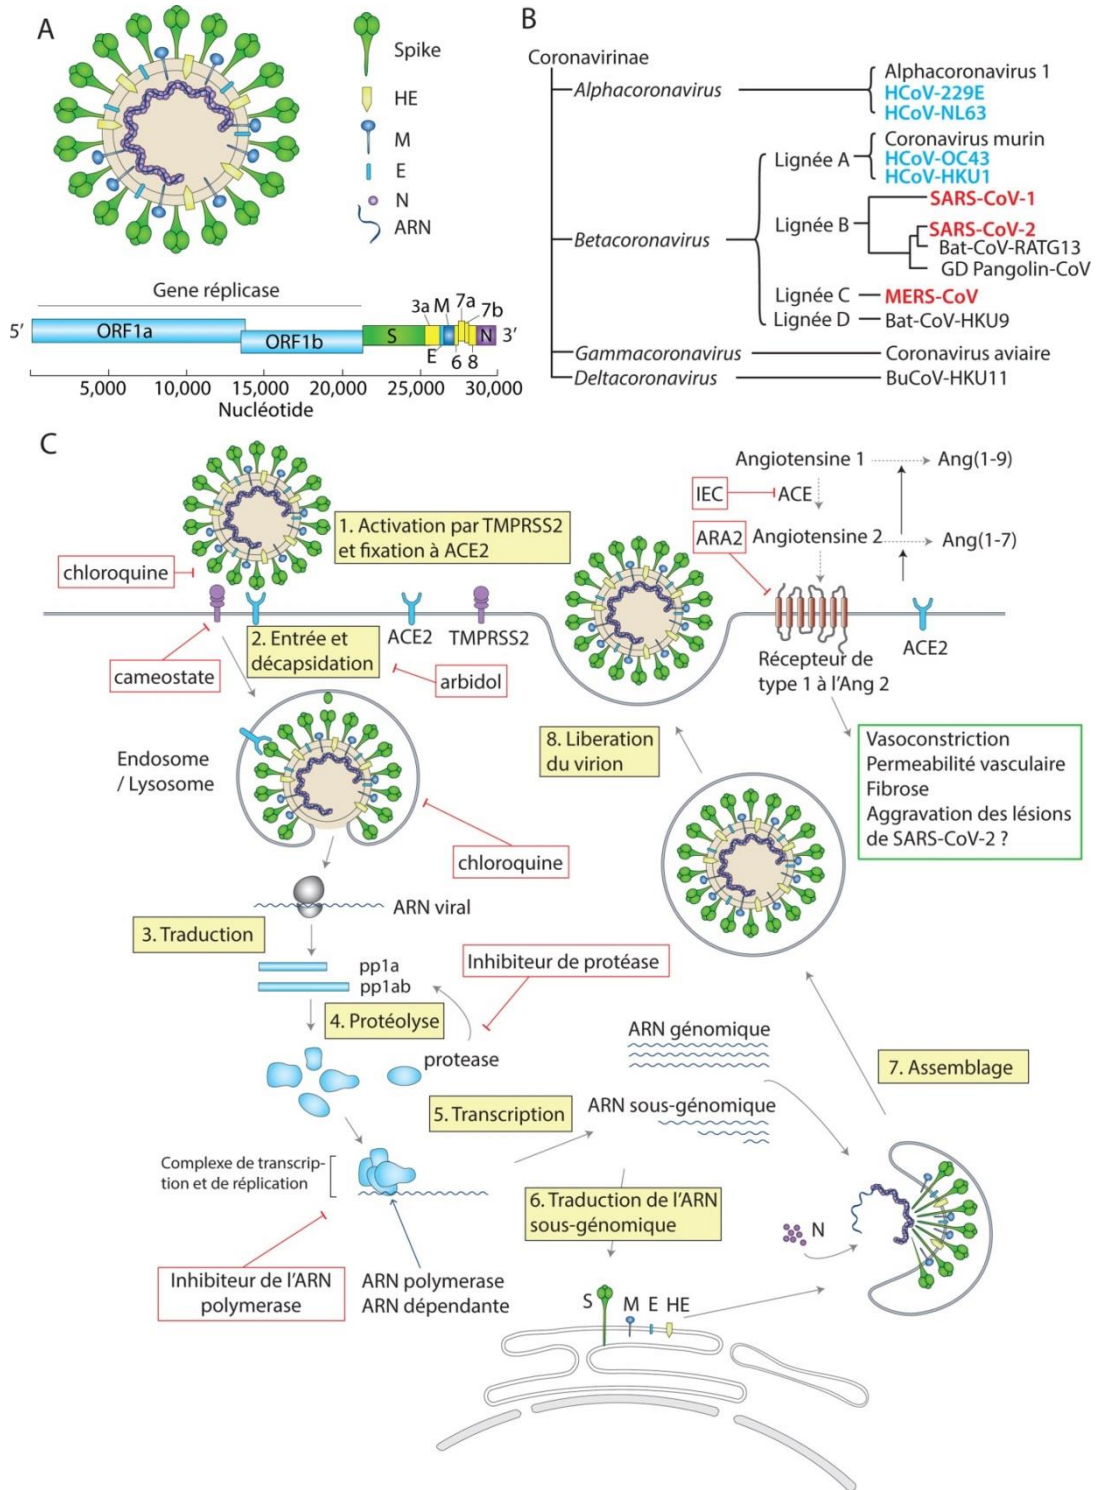 A
Spike
HE
M
E
N
ARN
Gene réplicase
5’
ORF1a
ORF1b
S
3a
M
7a
7b
E
6
8
N
3’
5,000
10,000
15,000
20,000
25,000
30,000
Nucléotide
B
Coronavirinae
Alphacoronavirus
Alphacoronavirus 1
HCoV-229E
HCoV-NL63
Betacoronavirus
Lignée A
Coronavirus murin
HCoV-OC43
HCoV-HKU1
Lignée B
SARS-CoV-1
SARS-CoV-2
Bat-CoV-RATG13
GD Pangolin-CoV
Lignée C
MERS-CoV
Lignée D
Bat-CoV-HKU9
Gammacoronavirus
Coronavirus aviaire
Deltacoronavirus
BuCoV-HKU11
C
1. Activation par TMPRSS2
et fixation à ACE2
chloroquine
2. Entrée et
décapsidation
ACE2
TMPRSS2
cameostate
arbidol
Endosome
/ Lysosome
chloroquine
ARN viral
3. Traduction
pp1a
pp1ab
Inhibiteur de protéase
4. Protéolyse
protease
5. Transcription
ARN génomique
ARN sous-génomique
Complexe de transcrip-
tion et de réplication
Inhibiteur de l’ARN
polymerase
ARN polymerase
ARN dépendante
6. Traduction de l’ARN
sous-génomique
S
M
E
HE
N
7. Assemblage
8. Liberation
du virion
Angiotensine 1
Ang(1-9)
IEC
ACE
ARA2
Angiotensine 2
Ang(1-7)
Récepteur de
type 1 à l’Ang 2
ACE2
Vasoconstriction
Permeabilité vasculaire
Fibrose
Aggravation des lésions
de SARS-CoV-2 ?